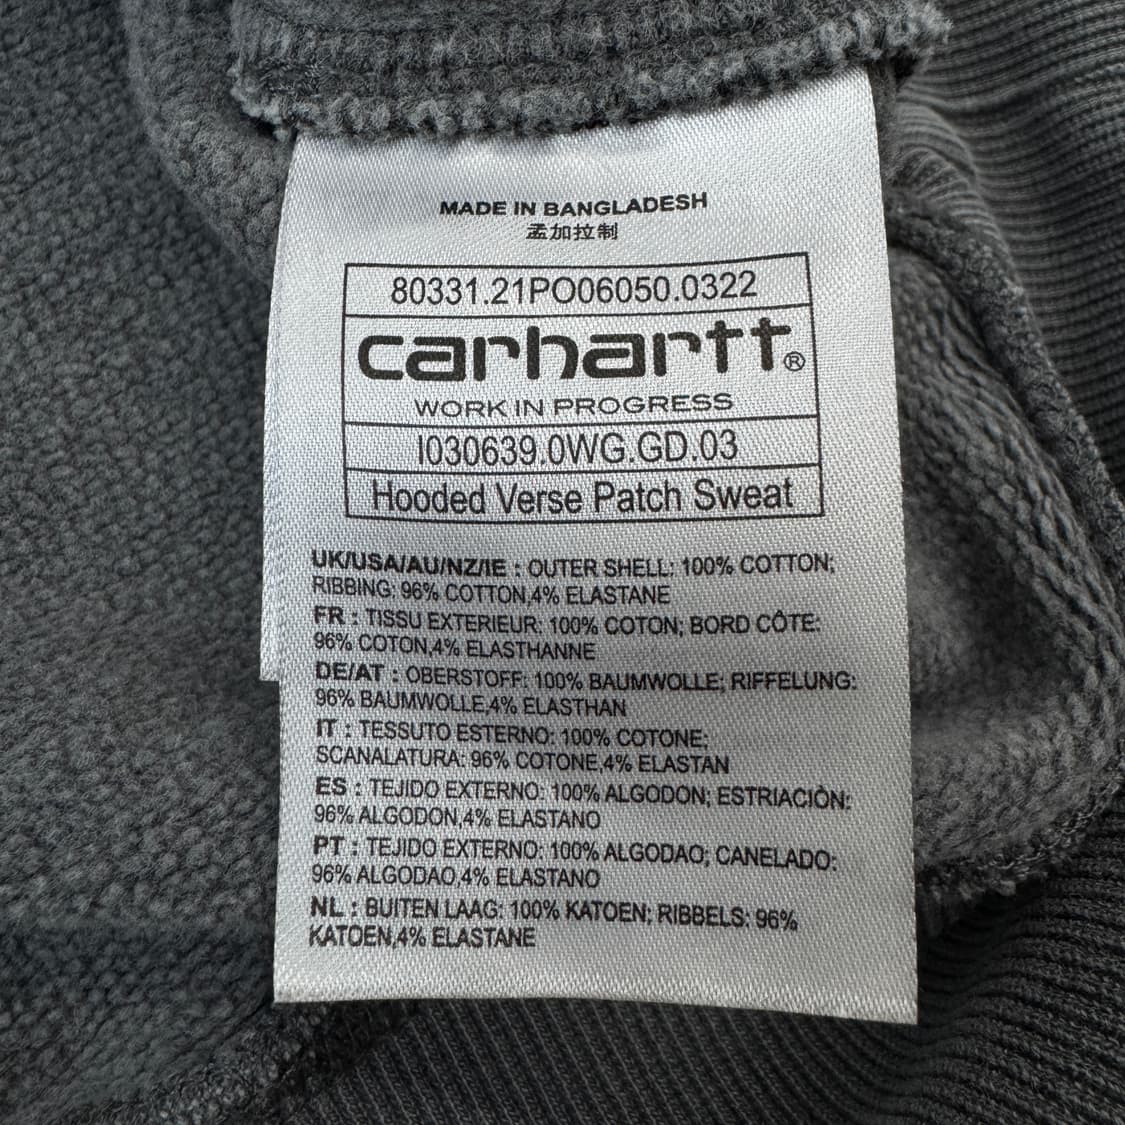 MADE IN BANGLADESH
孟加拉制
80331.21PO06050.0322
carhartt®
WORK IN PROGRESS
I030639.0WG.GD.03
Hooded Verse Patch Sweat
UK/USA/AU/NZ/IE : OUTER SHELL: 100% COTTON;
RIBBING: 96% COTTON,4% ELASTANE
FR : TISSU EXTERIEUR: 100% COTON; BORD CÔTE:
96% COTON,4% ELASTHANNE
DE/AT : OBERSTOFF: 100% BAUMWOLLE; RIFFELUNG:
96% BAUMWOLLE,4% ELASTHAN
IT : TESSUTO ESTERNO: 100% COTONE;
SCANALATURA: 96% COTONE,4% ELASTAN
ES : TEJIDO EXTERNO: 100% ALGODON; ESTRIACIÒN:
96% ALGODON,4% ELASTANO
PT : TEJIDO EXTERNO: 100% ALGODAO; CANELADO:
96% ALGODAO,4% ELASTANO
NL : BUITEN LAAG: 100% KATOEN; RIBBELS: 96%
KATOEN,4% ELASTANE